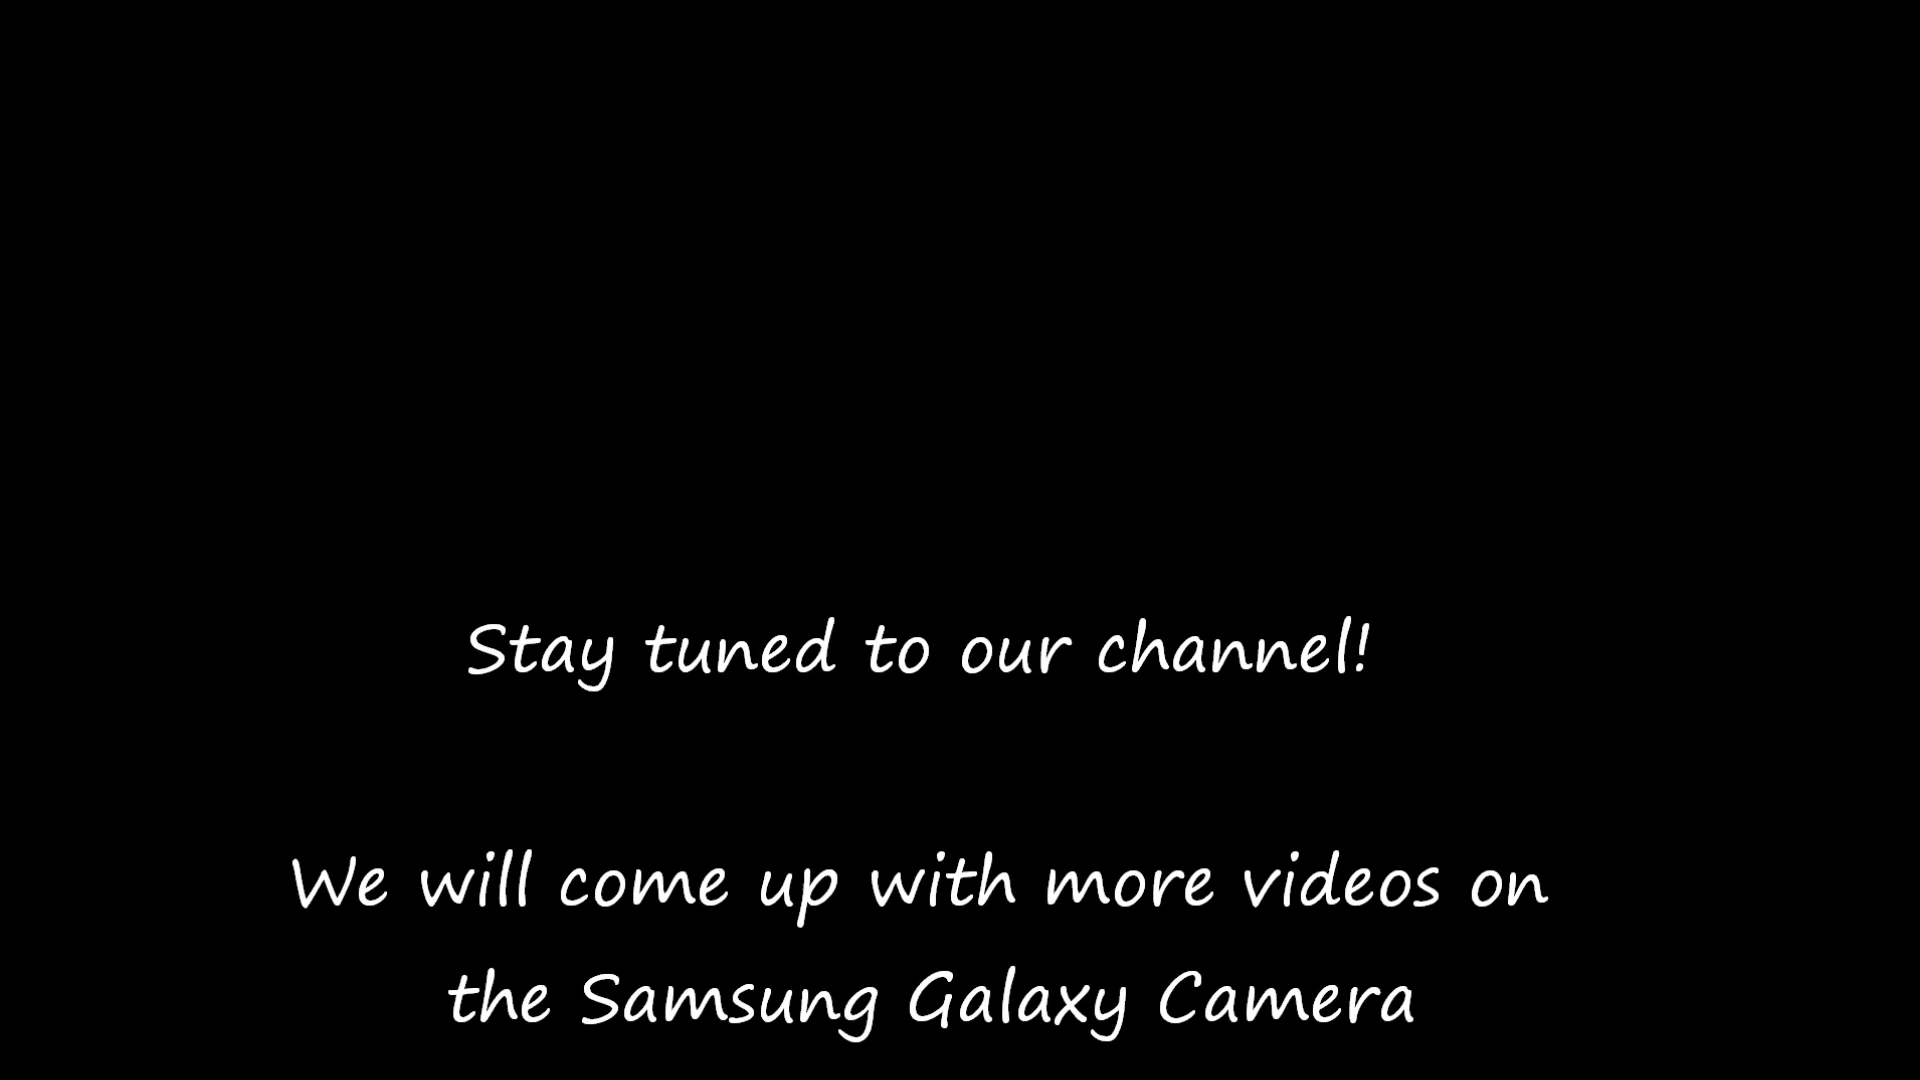 Stay tuned to our channel!
We will come up with more videos on
the Samsung Galaxy Camera